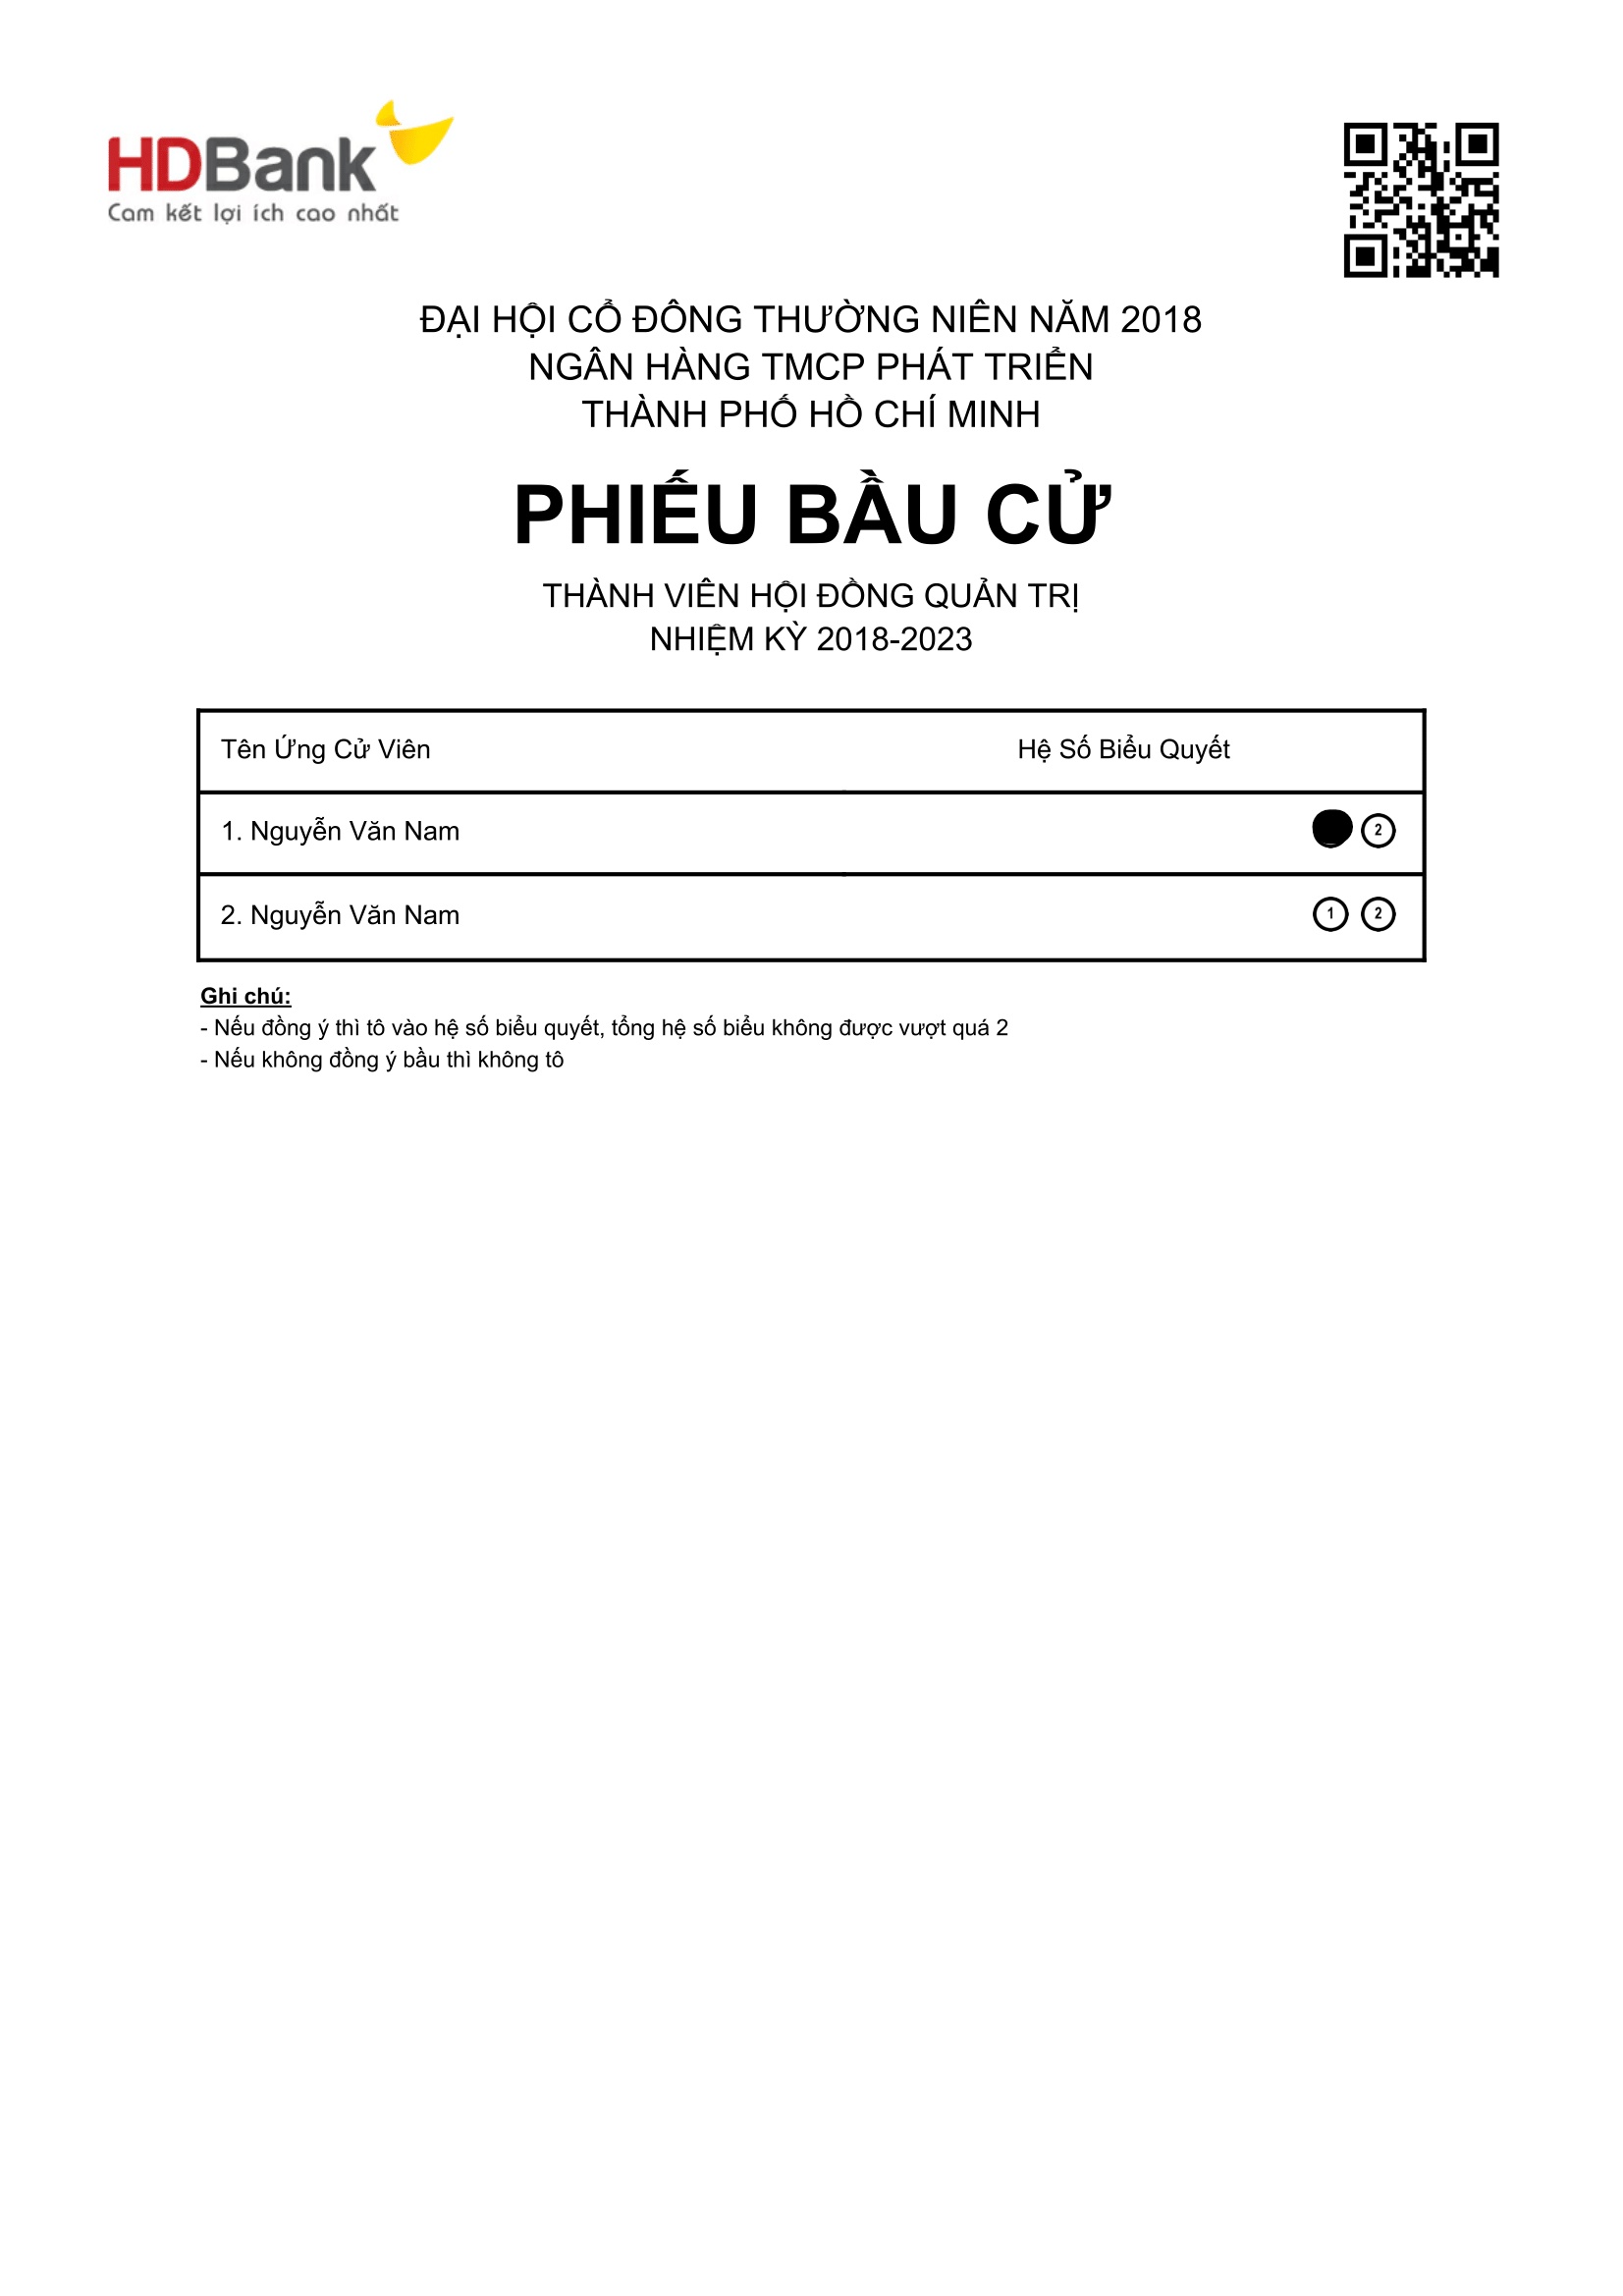 HDBank
Cam kết lợi ích cao nhất
ĐẠI HỘI CỔ ĐÔNG THƯỜNG NIÊN NĂM 2018
NGÂN HÀNG TMCP PHÁT TRIỂN
THÀNH PHỐ HỒ CHÍ MINH
PHIẾU BẦU CỬ
THÀNH VIÊN HỘI ĐỒNG QUẢN TRỊ
NHIỆM KỲ 2018-2023
Tên Ứng Cử Viên Hệ Số Biểu Quyết
1. Nguyễn Văn Nam 2
2. Nguyễn Văn Nam 1 2
Ghi chú:
- Nếu đồng ý thì tô vào hệ số biểu quyết, tổng hệ số biểu không được vượt quá 2
- Nếu không đồng ý bầu thì không tô